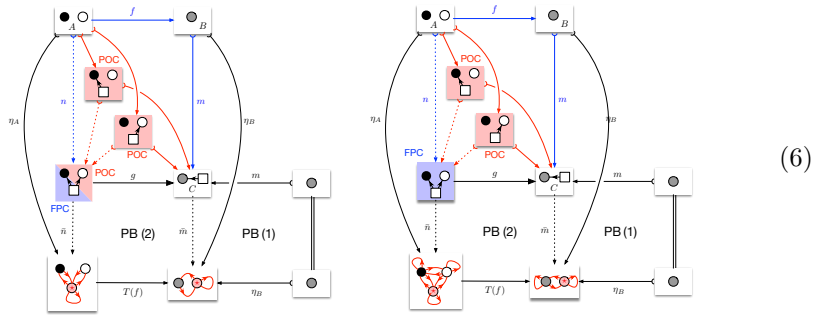 A f B
POC
n m
η_A η_B
POC
POC
g m
C
FPC
n̄ PB (2) m̄ PB (1)
T(f) η_B
A f B
POC
n m
η_A η_B
FPC POC
g m
C
n̄ PB (2) m̄ PB (1)
T(f) η_B
(6)